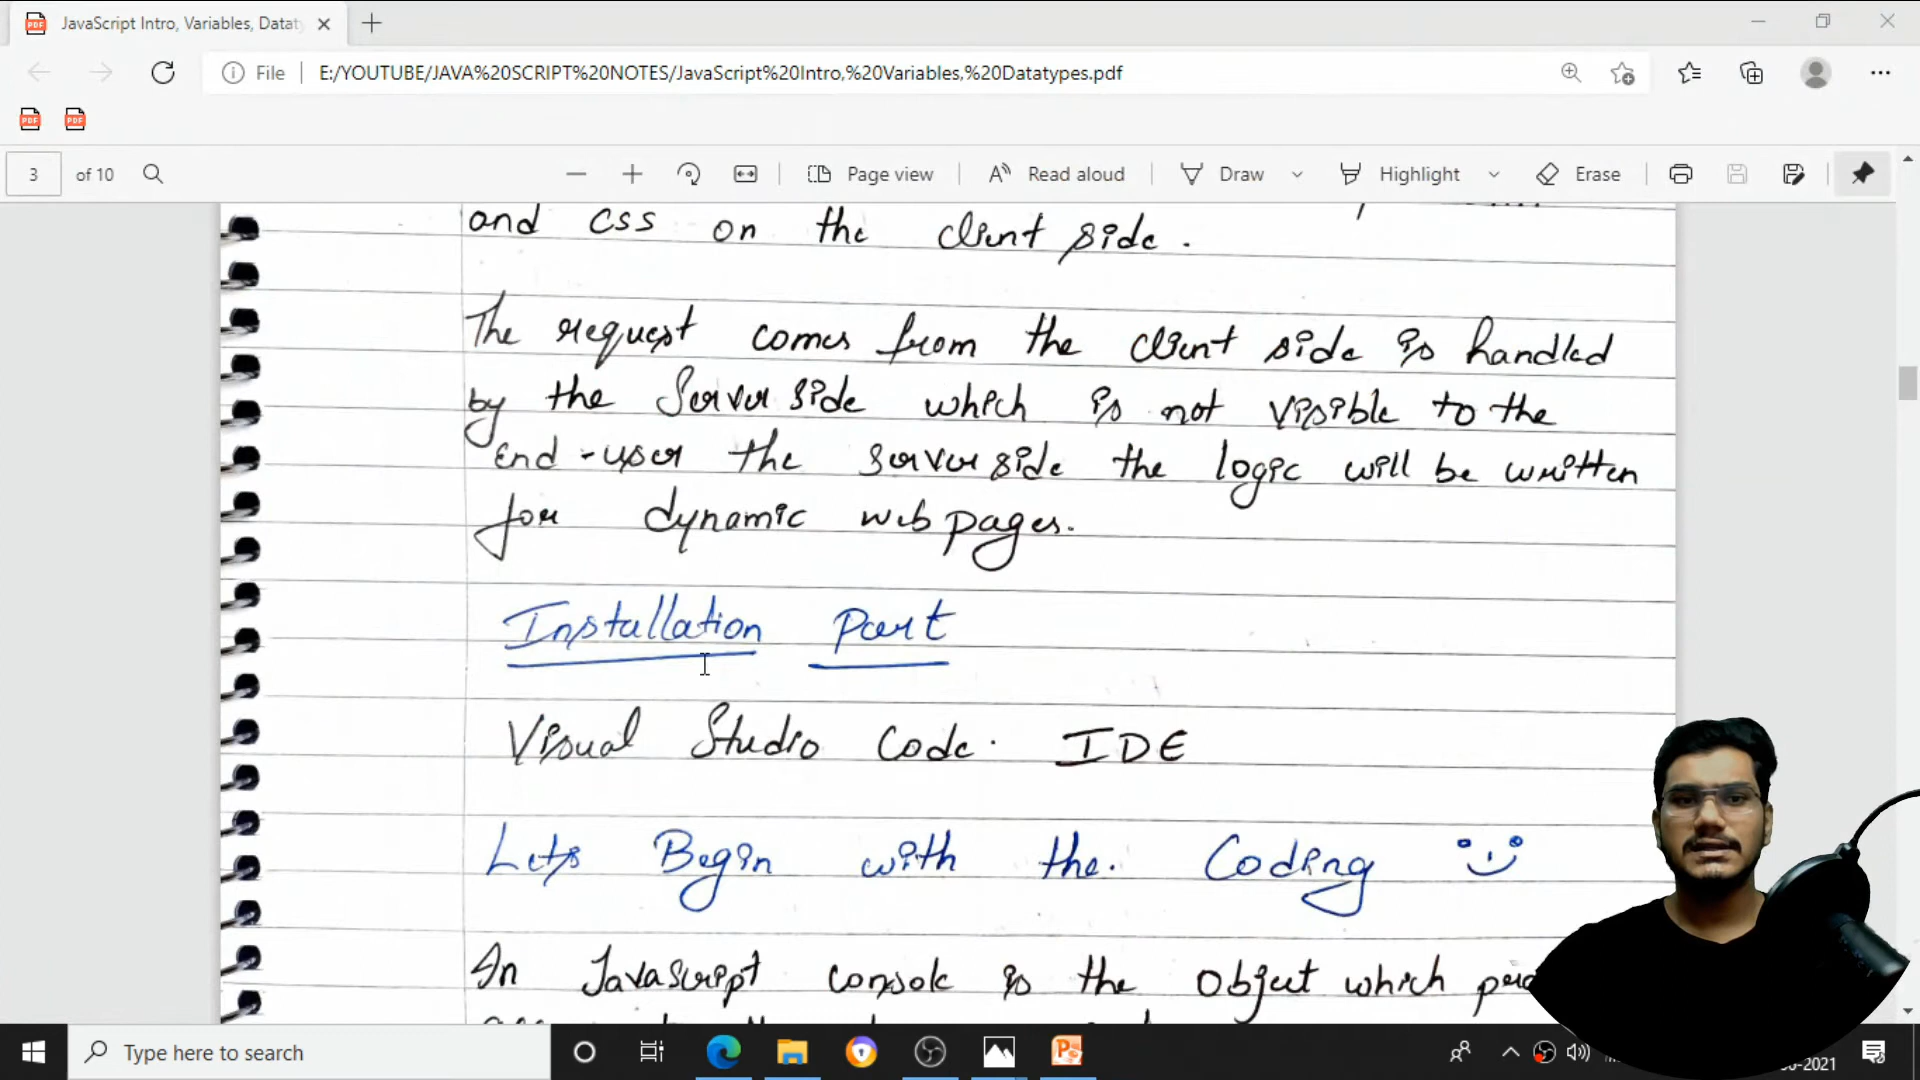 JavaScript Intro, Variables, Datat
File
E:/YOUTUBE/JAVA%20SCRIPT%20NOTES/JavaScript%20Intro,%20Variables,%20Datatypes.pdf
PDF PDF
3 of 10
Page view
Read aloud
Draw
Highlight
Erase
and CSS on the client side.
The request comes from the client side is handled
by the Server side which is not visible to the
end-user the server side the logic will be written
for dynamic web pages.
Installation Part
Visual Studio Code. IDE
Lets Begin with the. Coding
In JavaScript console is the Object which
Type here to search
-2021